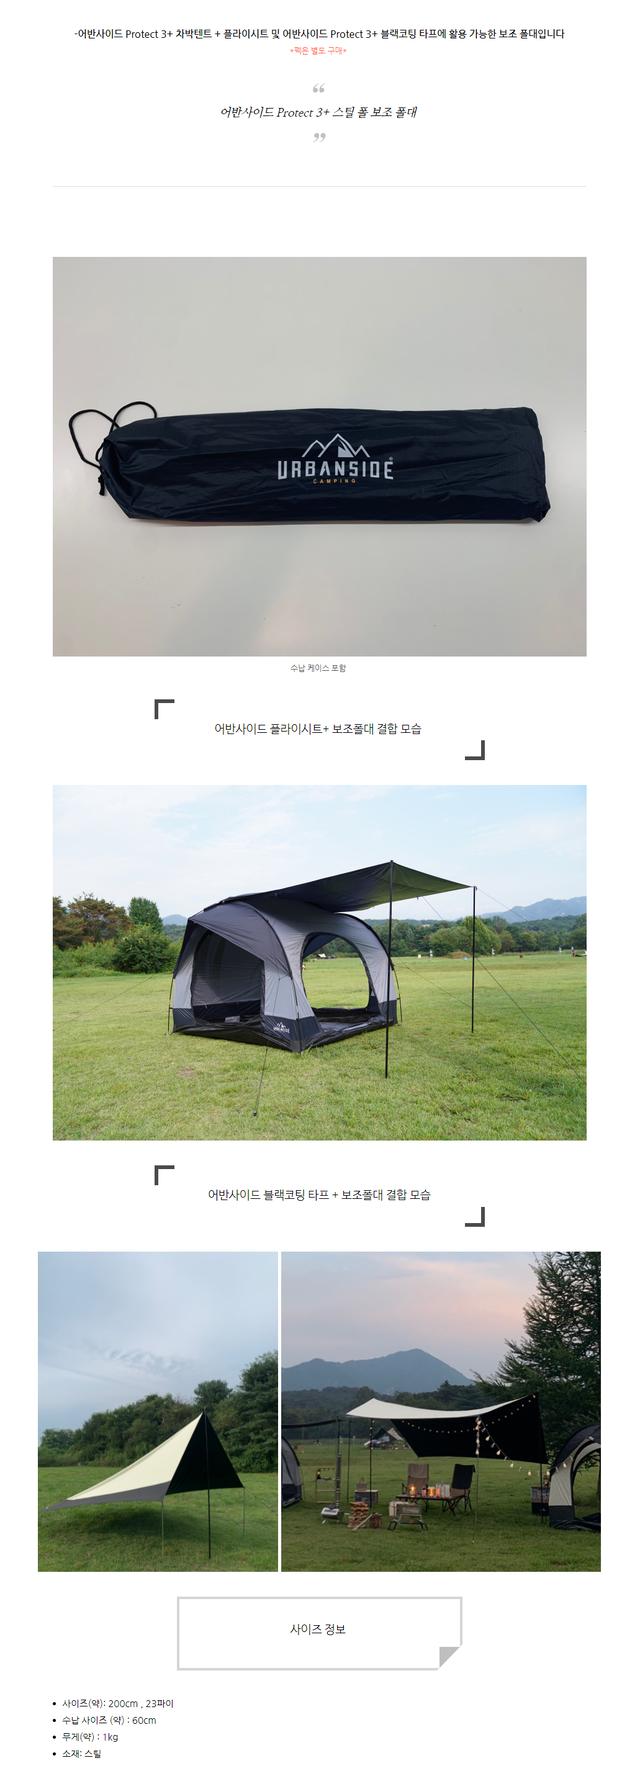 -어반사이드 Protect 3+ 차박텐트 + 플라이시트 및 어반사이드 Protect 3+ 블랙코팅 타프에 활용 가능한 보조 폴대입니다
*펙은 별도 구매*
“
어반사이드 Protect 3+ 스틸 폴 보조 폴대
”
URBANSIDE
CAMPING
수납 케이스 포함
어반사이드 플라이시트+ 보조폴대 결합 모습
URBANSIDE
어반사이드 블랙코팅 타프 + 보조폴대 결합 모습
사이즈 정보
• 사이즈(약): 200cm , 23파이
• 수납 사이즈 (약) : 60cm
• 무게(약) : 1kg
• 소재: 스틸